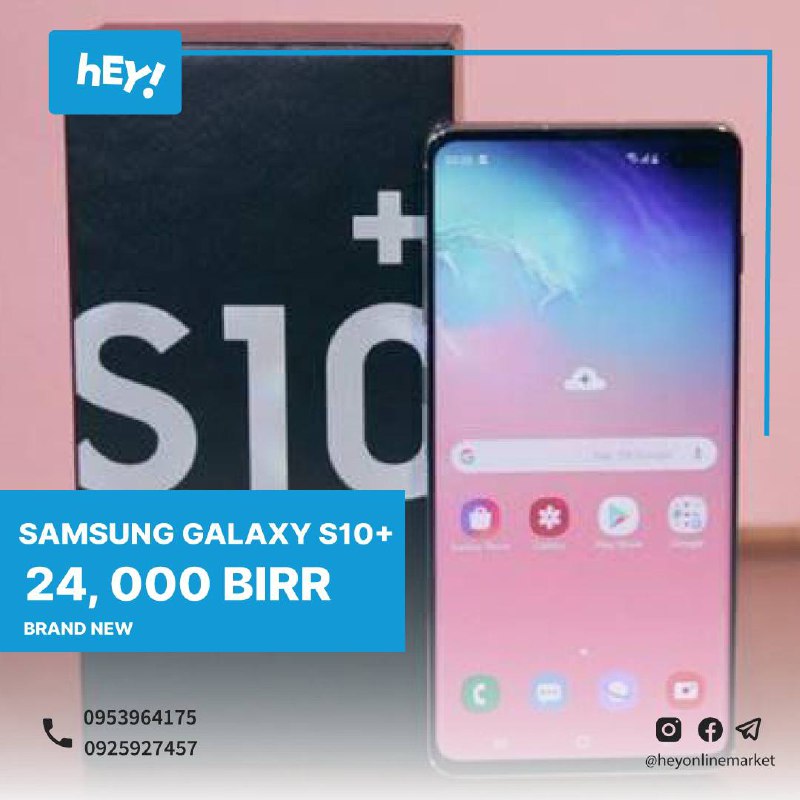 hEY!
+
S10
SAMSUNG GALAXY S10+
24, 000 BIRR
BRAND NEW
0953964175
0925927457
@heyonlinemarket